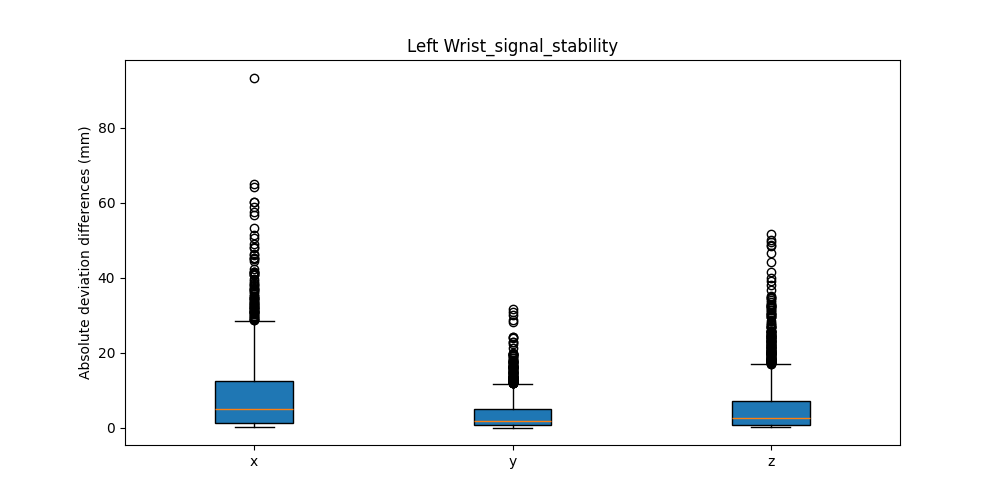 Left Wrist_signal_stability
Absolute deviation differences (mm)
80
60
40
20
0
x y z